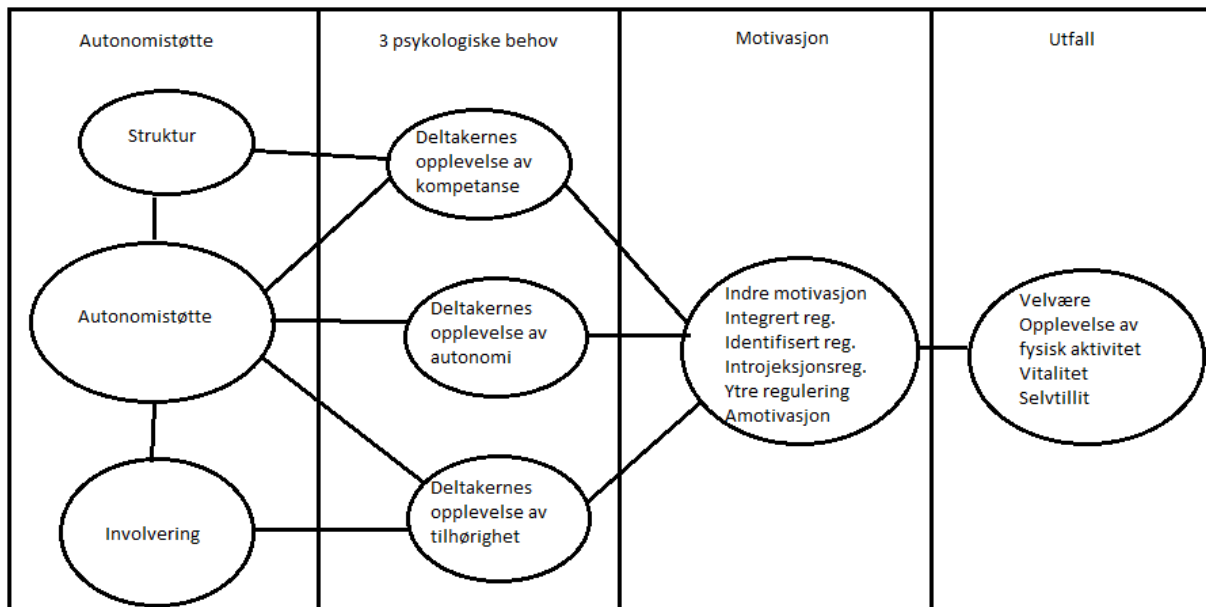 Autonomistøtte
3 psykologiske behov
Motivasjon
Utfall
Struktur
Autonomistøtte
Involvering
Deltakernes
opplevelse av
kompetanse
Deltakernes
opplevelse av
autonomi
Deltakernes
opplevelse av
tilhørighet
Indre motivasjon
Integrert reg.
Identifisert reg.
Introjeksjonsreg.
Ytre regulering
Amotivasjon
Velvære
Opplevelse av
fysisk aktivitet
Vitalitet
Selvtillit